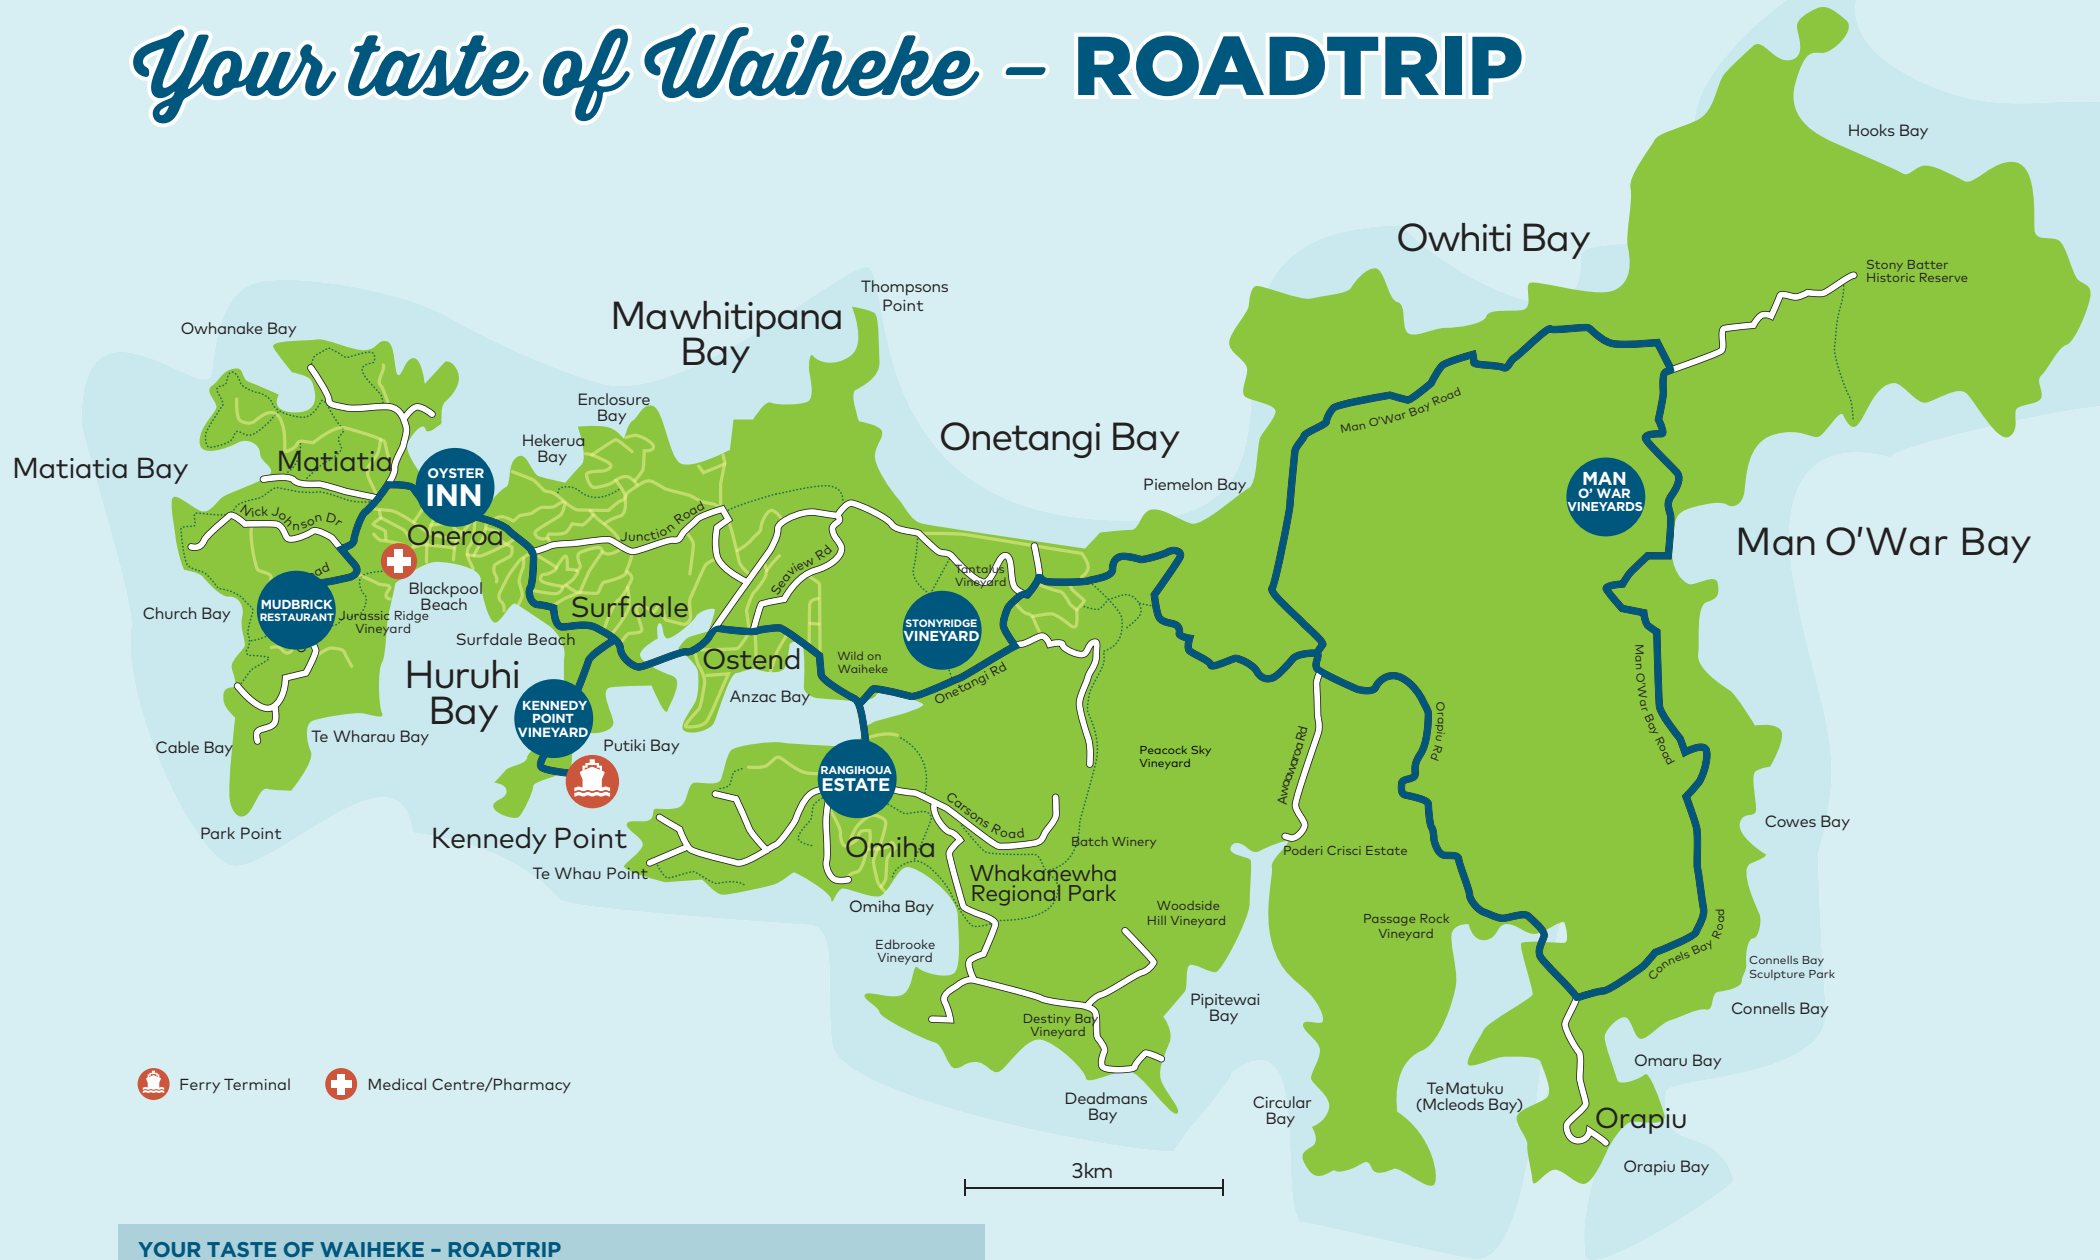 Your taste of Waiheke – ROADTRIP
Hooks Bay
Owhiti Bay
Stony Batter
Historic Reserve
Thompsons
Point
Mawhitipana
Bay
Owhanake Bay
Enclosure
Bay
Hekerua
Bay
Onetangi Bay
Man O'War Bay Road
Matiatia Bay
Matiatia
OYSTER
INN
Piemelon Bay
MAN
O' WAR
VINEYARDS
Nick Johnson Dr
Oneroa
Junction Road
Man O'War Bay
Seaview Rd
Tantalus
Vineyard
ad
Blackpool
Beach
MUDBRICK
RESTAURANT
Church Bay
Jurassic Ridge
Vineyard
Surfdale
STONYRIDGE
VINEYARD
Surfdale Beach
Ostend
Wild on
Waiheke
Onetangi Rd
Huruhi
Bay
Anzac Bay
KENNEDY
POINT
VINEYARD
Man O'War Bay Road
Orapiu Rd
Awaawaroa Rd
Te Wharau Bay
Cable Bay
Putiki Bay
Peacock Sky
Vineyard
RANGIHOUA
ESTATE
Carsons Road
Park Point
Kennedy Point
Cowes Bay
Omiha
Batch Winery
Poderi Crisci Estate
Te Whau Point
Whakanewha
Regional Park
Omiha Bay
Woodside
Hill Vineyard
Passage Rock
Vineyard
Connels Bay Road
Edbrooke
Vineyard
Connells Bay
Sculpture Park
Pipitewai
Bay
Connells Bay
Destiny Bay
Vineyard
Omaru Bay
Ferry Terminal
Medical Centre/Pharmacy
Deadmans
Bay
Circular
Bay
Te Matuku
(Mcleods Bay)
Orapiu
Orapiu Bay
3km
YOUR TASTE OF WAIHEKE – ROADTRIP